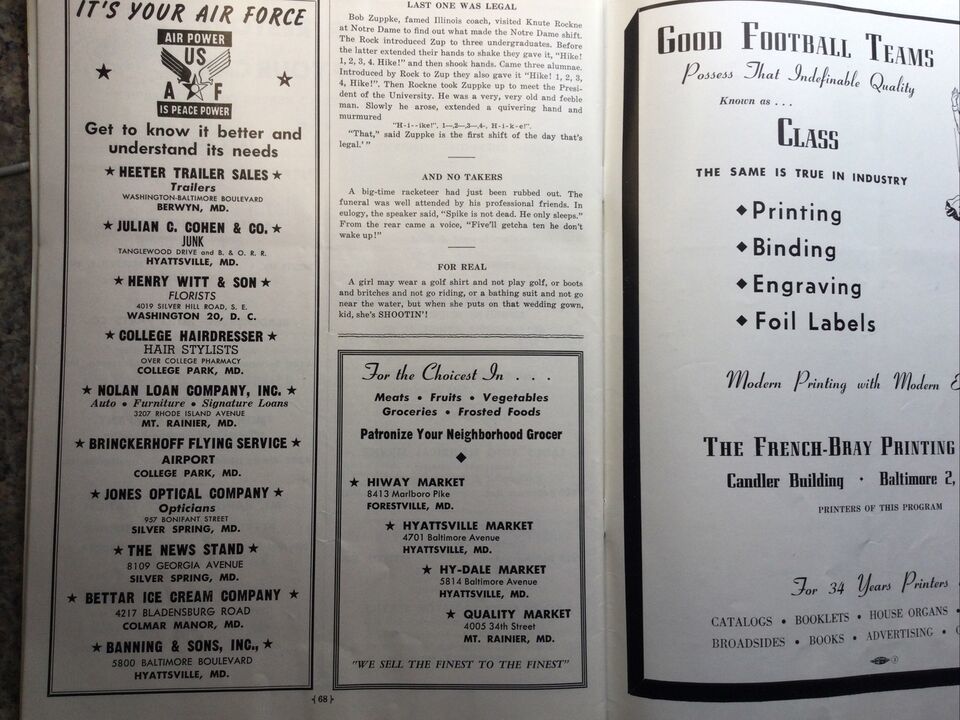 IT'S YOUR AIR FORCE
AIR POWER
US
A F
IS PEACE POWER
Get to know it better and
understand its needs
★ HEETER TRAILER SALES ★
Trailers
WASHINGTON-BALTIMORE BOULEVARD
BERWYN, MD.
★ JULIAN C. COHEN & CO. ★
JUNK
TANGLEWOOD DRIVE and B. & O. R. R.
HYATTSVILLE, MD.
★ HENRY WITT & SON ★
FLORISTS
4019 SILVER HILL ROAD, S. E.
WASHINGTON 20, D. C.
★ COLLEGE HAIRDRESSER ★
HAIR STYLISTS
OVER COLLEGE PHARMACY
COLLEGE PARK, MD.
★ NOLAN LOAN COMPANY, INC. ★
Auto • Furniture • Signature Loans
3207 RHODE ISLAND AVENUE
MT. RAINIER, MD.
★ BRINCKERHOFF FLYING SERVICE ★
AIRPORT
COLLEGE PARK, MD.
★ JONES OPTICAL COMPANY ★
Opticians
957 BONIFANT STREET
SILVER SPRING, MD.
★ THE NEWS STAND ★
8109 GEORGIA AVENUE
SILVER SPRING, MD.
★ BETTAR ICE CREAM COMPANY ★
4217 BLADENSBURG ROAD
COLMAR MANOR, MD.
★ BANNING & SONS, INC., ★
5800 BALTIMORE BOULEVARD
HYATTSVILLE, MD.
LAST ONE WAS LEGAL
Bob Zuppke, famed Illinois coach, visited Knute Rockne
at Notre Dame to find out what made the Notre Dame shift.
The Rock introduced Zup to three undergraduates. Before
the latter extended their hands to shake they gave it, "Hike!
1, 2, 3, 4. Hike!" and then shook hands. Came three alumnae.
Introduced by Rock to Zup they also gave it "Hike! 1, 2, 3,
4, Hike!". Then Rockne took Zuppke up to meet the Presi-
dent of the University. He was a very, very old and feeble
man. Slowly he arose, extended a quivering hand and
murmured
"H-i--ike!". 1—,2—,3—,4-, H-i-k-e!".
"That," said Zuppke is the first shift of the day that's
legal.' "
AND NO TAKERS
A big-time racketeer had just been rubbed out. The
funeral was well attended by his professional friends. In
eulogy, the speaker said, "Spike is not dead. He only sleeps."
From the rear came a voice, "Five'll getcha ten he don't
wake up!"
FOR REAL
A girl may wear a golf shirt and not play golf, or boots
and britches and not go riding, or a bathing suit and not go
near the water, but when she puts on that wedding gown,
kid, she's SHOOTIN'!
For the Choicest In . . .
Meats • Fruits • Vegetables
Groceries • Frosted Foods
Patronize Your Neighborhood Grocer
◆
★ HIWAY MARKET
8413 Marlboro Pike
FORESTVILLE, MD.
★ HYATTSVILLE MARKET
4701 Baltimore Avenue
HYATTSVILLE, MD.
★ HY-DALE MARKET
5814 Baltimore Avenue
HYATTSVILLE, MD.
★ QUALITY MARKET
4005 34th Street
MT. RAINIER, MD.
"WE SELL THE FINEST TO THE FINEST"
68
GOOD FOOTBALL TEAMS
Possess That Indefinable Quality
Known as . . .
CLASS
THE SAME IS TRUE IN INDUSTRY
◆ Printing
◆ Binding
◆ Engraving
◆ Foil Labels
Modern Printing with Modern
THE FRENCH-BRAY PRINTING
Candler Building • Baltimore 2,
PRINTERS OF THIS PROGRAM
For 34 Years Printers
CATALOGS • BOOKLETS • HOUSE ORGANS •
BROADSIDES • BOOKS • ADVERTISING •